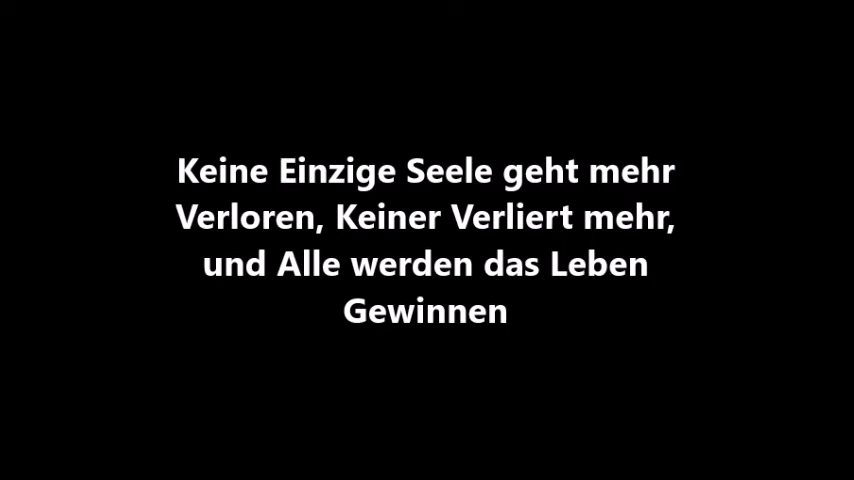 Keine Einzige Seele geht mehr
Verloren, Keiner Verliert mehr,
und Alle werden das Leben
Gewinnen